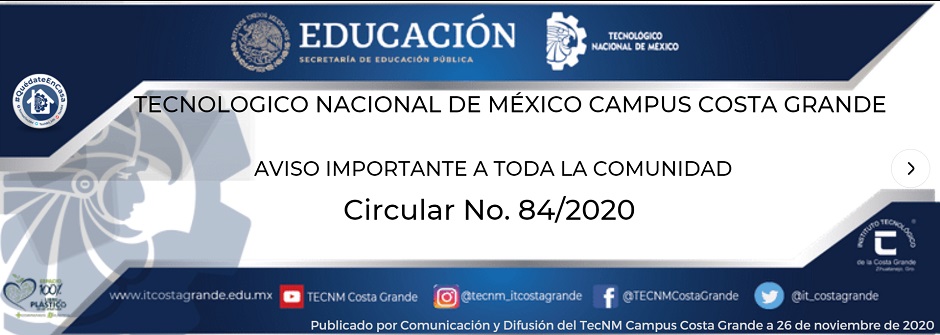 EDUCACIÓN
SECRETARÍA DE EDUCACIÓN PÚBLICA
TECNOLÓGICO
NACIONAL DE MÉXICO
#QuédateEnCasa
TECNOLOGICO NACIONAL DE MÉXICO CAMPUS COSTA GRANDE
AVISO IMPORTANTE A TODA LA COMUNIDAD
Circular No. 84/2020
INSTITUTO TECNOLÓGICO
de la Costa Grande
Zihuatanejo, Gro.
100%
PLÁSTICO
www.itcostagrande.edu.mx
TECNM Costa Grande
@tecnm_itcostagrande
@TECNMCostaGrande
@it_costagrande
Publicado por Comunicación y Difusión del TecNM Campus Costa Grande a 26 de noviembre de 2020